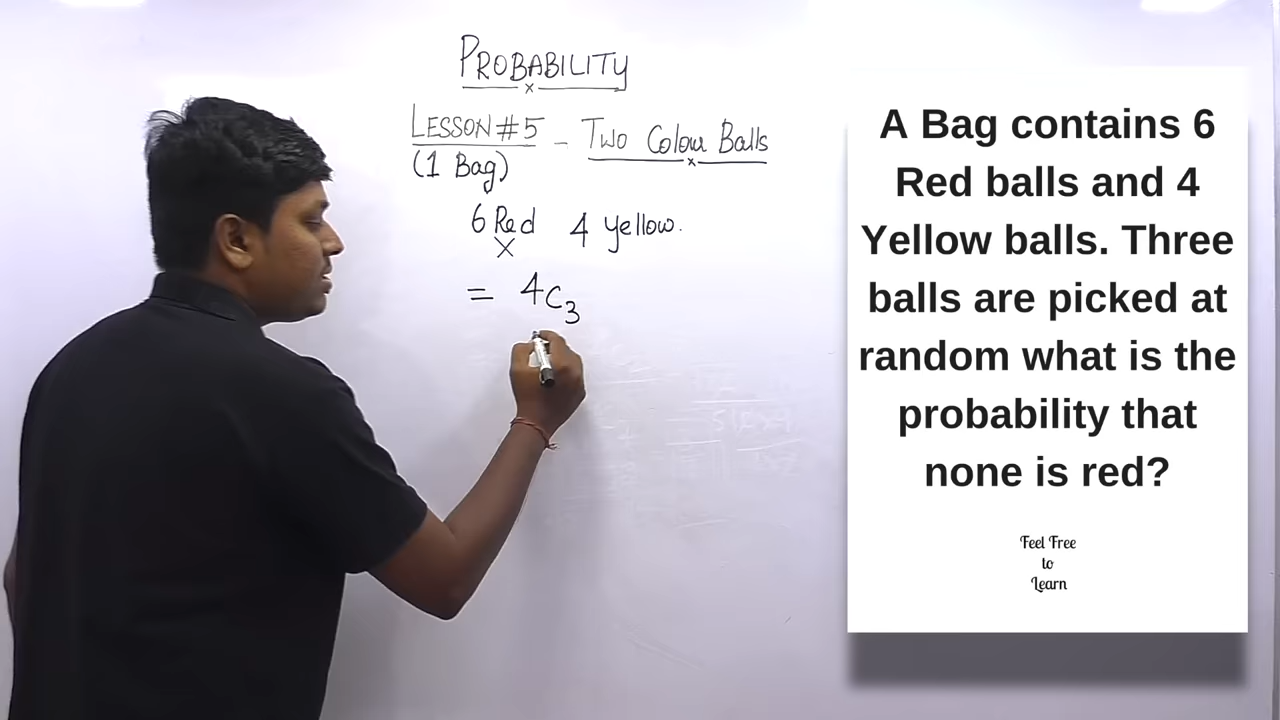 PROBABILITY
LESSON #5 - Two Colour Balls
(1 Bag)
6 Red 4 yellow.
X
= 4C3
A Bag contains 6
Red balls and 4
Yellow balls. Three
balls are picked at
random what is the
probability that
none is red?
Feel Free
to
Learn